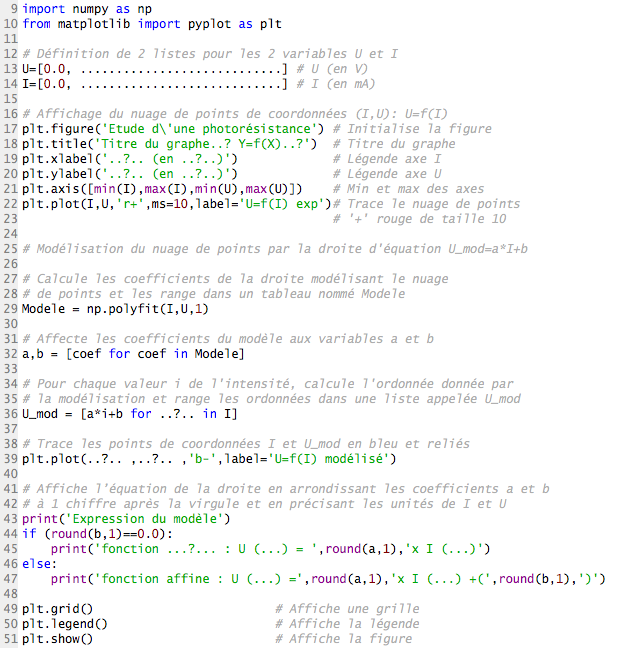 9 import numpy as np
10 from matplotlib import pyplot as plt
11
12 # Définition de 2 listes pour les 2 variables U et I
13 U=[0.0, ............................] # U (en V)
14 I=[0.0, ............................] # I (en mA)
15
16 # Affichage du nuage de points de coordonnées (I,U): U=f(I)
17 plt.figure('Etude d\'une photorésistance') # Initialise la figure
18 plt.title('Titre du graphe..? Y=f(X)..?') # Titre du graphe
19 plt.xlabel('..?.. (en ..?..)') # Légende axe I
20 plt.ylabel('..?.. (en ..?..)') # Légende axe U
21 plt.axis([min(I),max(I),min(U),max(U)]) # Min et max des axes
22 plt.plot(I,U,'r+',ms=10,label='U=f(I) exp')# Trace le nuage de points
23 # '+' rouge de taille 10
24
25 # Modélisation du nuage de points par la droite d'équation U_mod=a*I+b
26
27 # Calcule les coefficients de la droite modélisant le nuage
28 # de points et les range dans un tableau nommé Modele
29 Modele = np.polyfit(I,U,1)
30
31 # Affecte les coefficients du modèle aux variables a et b
32 a,b = [coef for coef in Modele]
33
34 # Pour chaque valeur i de l'intensité, calcule l'ordonnée donnée par
35 # la modélisation et range les ordonnées dans une liste appelée U_mod
36 U_mod = [a*i+b for ..?.. in I]
37
38 # Trace les points de coordonnées I et U_mod en bleu et reliés
39 plt.plot(..?.. ,..?.. ,'b-',label='U=f(I) modélisé')
40
41 # Affiche l'équation de la droite en arrondissant les coefficients a et b
42 # à 1 chiffre après la virgule et en précisant les unités de I et U
43 print('Expression du modèle')
44 if (round(b,1)==0.0):
45 print('fonction ...?... : U (...) = ',round(a,1),'x I (...)')
46 else:
47 print('fonction affine : U (...) =',round(a,1),'x I (...) +(',round(b,1),')')
48
49 plt.grid() # Affiche une grille
50 plt.legend() # Affiche la légende
51 plt.show() # Affiche la figure